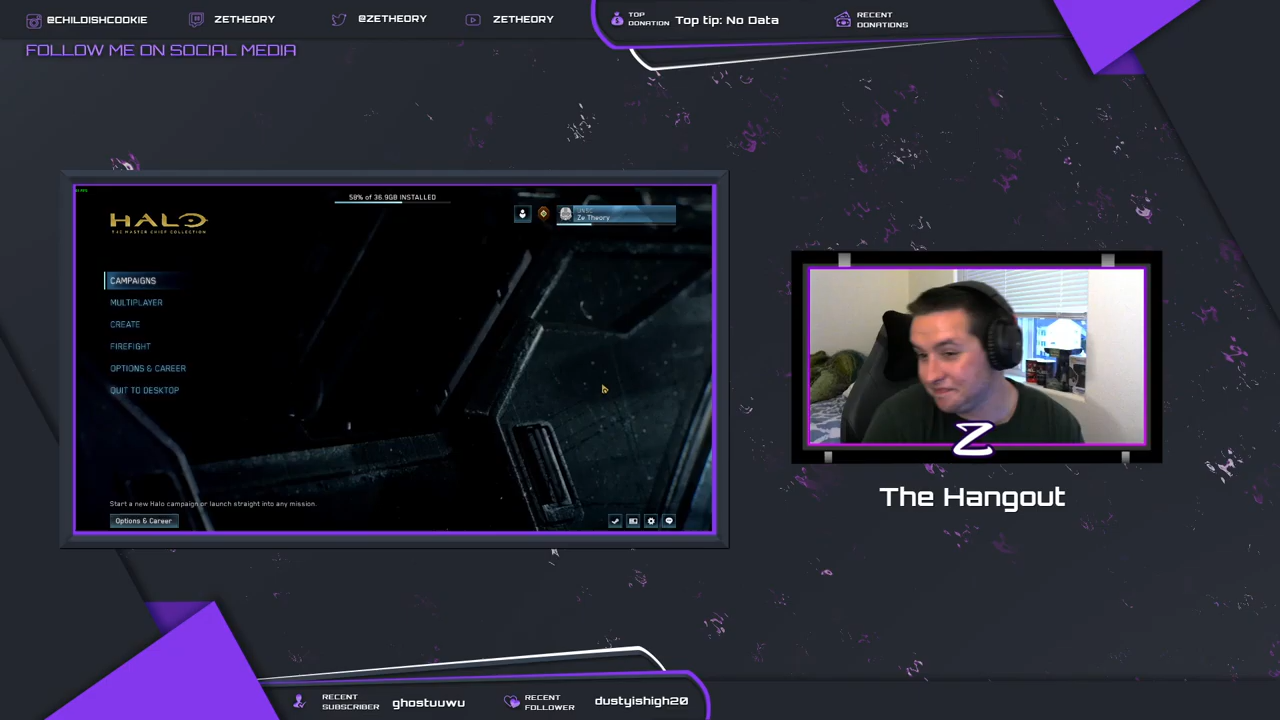 @CHILDISHCOOKIE
ZETHEORY
@ZETHEORY
ZETHEORY
TOP DONATION
Top tip: No Data
RECENT DONATIONS
FOLLOW ME ON SOCIAL MEDIA
58% of 36.9GB INSTALLED
HALO
THE MASTER CHIEF COLLECTION
Ze Theory
CAMPAIGNS
MULTIPLAYER
CREATE
FIREFIGHT
OPTIONS & CAREER
QUIT TO DESKTOP
Start a new Halo campaign or launch straight into any mission.
Options & Career
Z
The Hangout
RECENT SUBSCRIBER
ghostuuwu
RECENT FOLLOWER
dustyishigh20